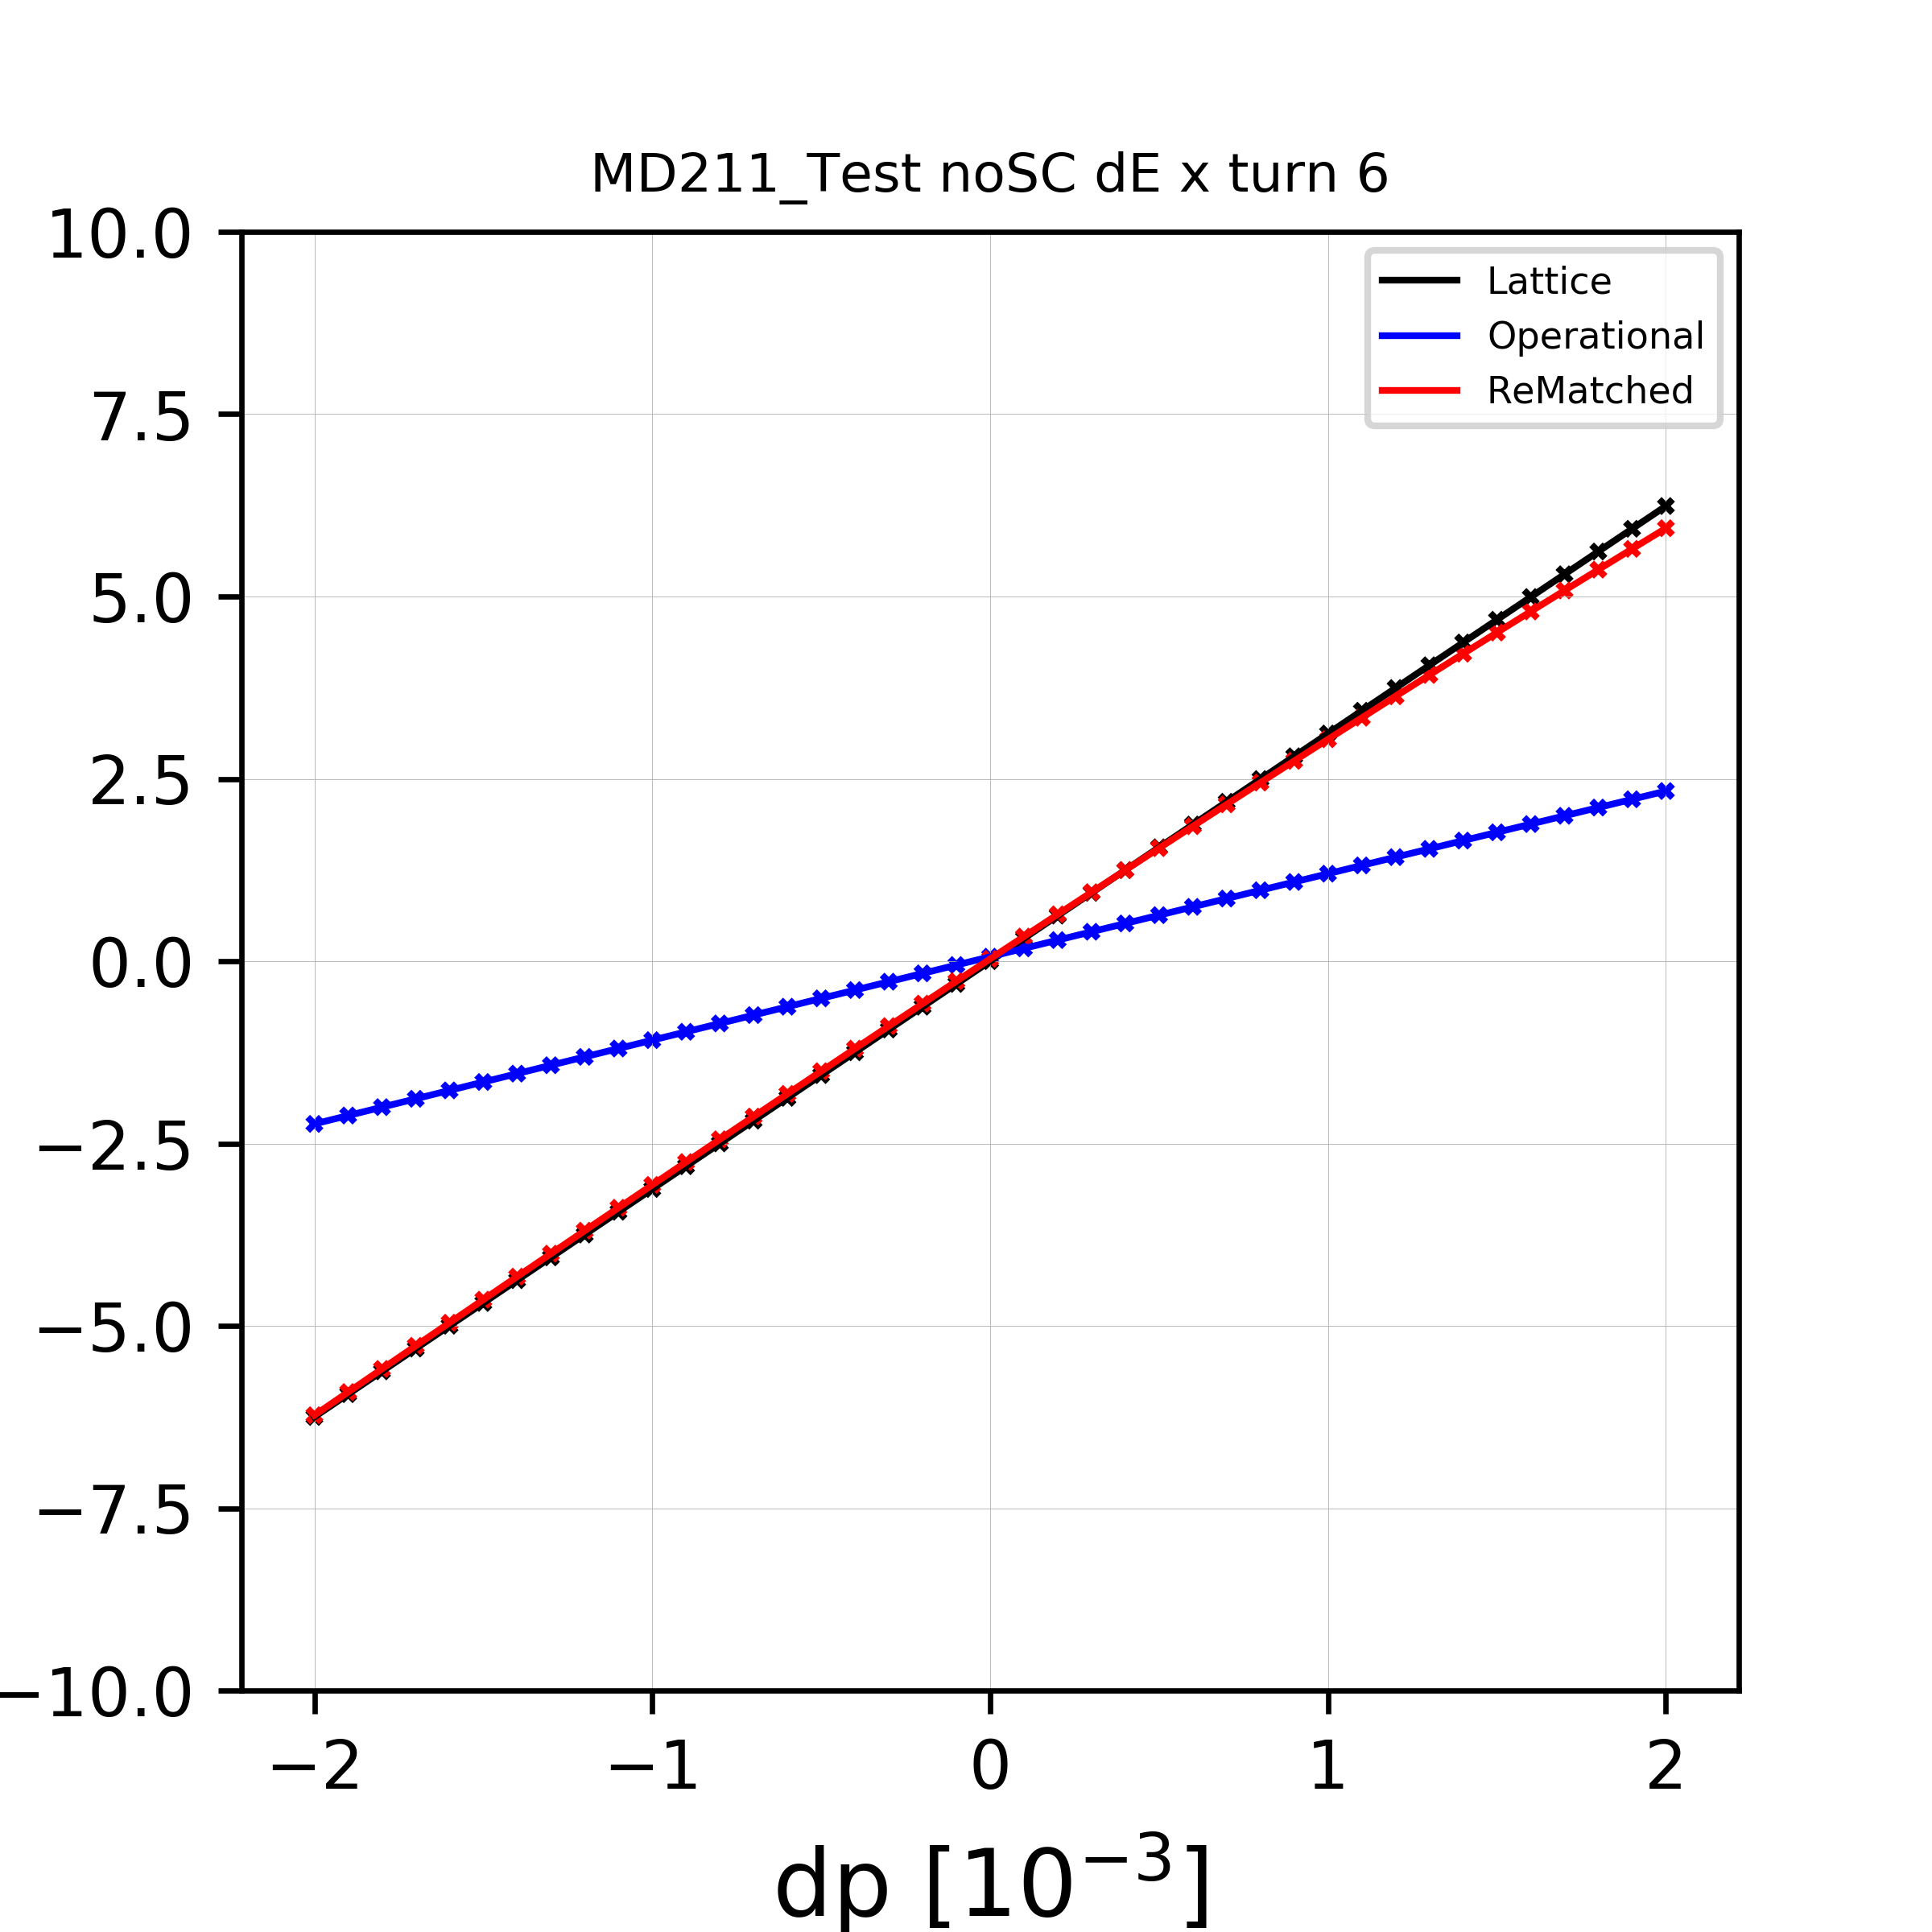 MD211_Test noSC dE x turn 6
10.0
7.5
5.0
2.5
0.0
−2.5
−5.0
−7.5
−10.0
Lattice
Operational
ReMatched
−2 −1 0 1 2
dp [10⁻³]